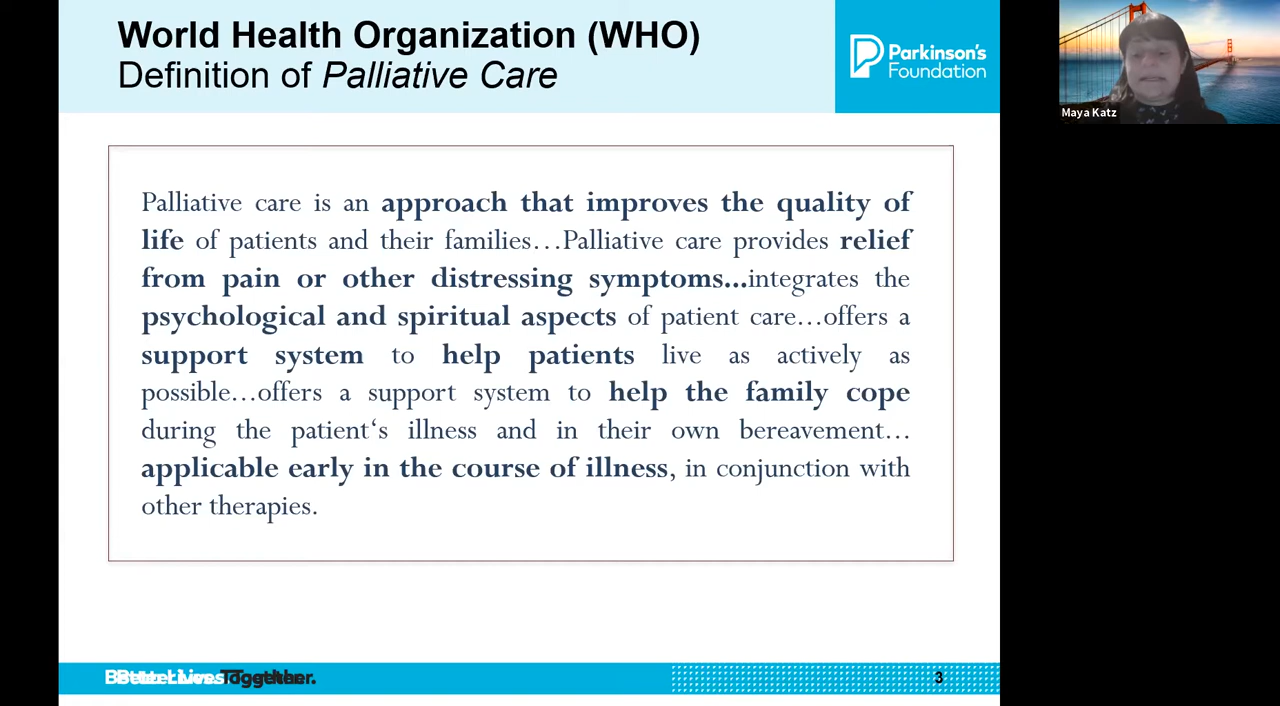 World Health Organization (WHO)
Definition of Palliative Care
Parkinson's
Foundation
Maya Katz
Palliative care is an approach that improves the quality of
life of patients and their families…Palliative care provides relief
from pain or other distressing symptoms...integrates the
psychological and spiritual aspects of patient care…offers a
support system to help patients live as actively as
possible…offers a support system to help the family cope
during the patient‘s illness and in their own bereavement…
applicable early in the course of illness, in conjunction with
other therapies.
Better Lives. Together.
3